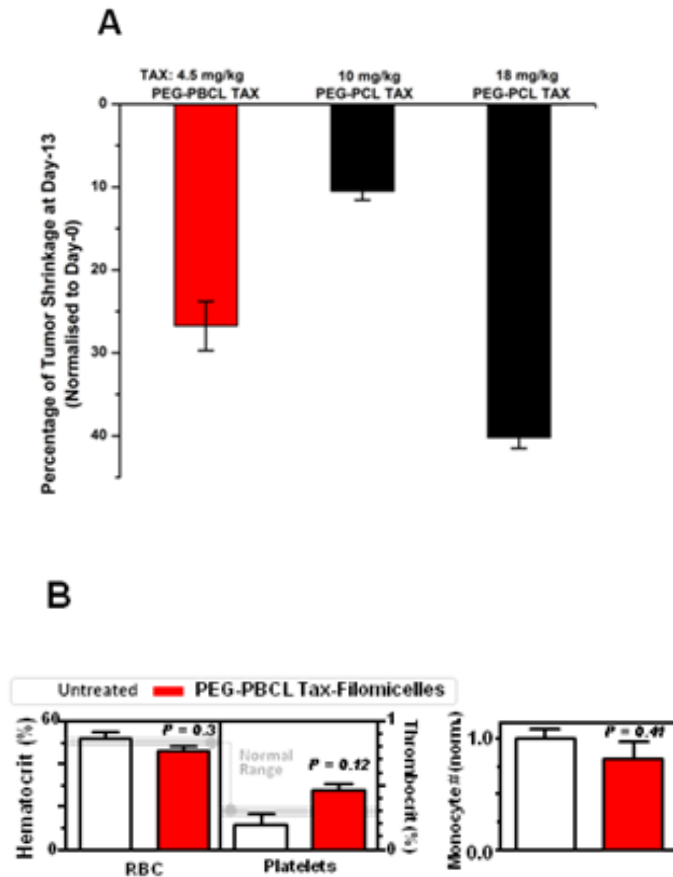 A
TAX: 4.5 mg/kg 10 mg/kg 18 mg/kg
PEG-PBCL TAX PEG-PCL TAX PEG-PCL TAX
0
10
20
30
40
Percentage of Tumor Shrinkage at Day-13
(Normalised to Day-0)
B
Untreated PEG-PBCL Tax-Filomicelles
Hematocrit (%)
60
0
P = 0.3
Normal
Range
P = 0.12
1
0
Thrombocrit (%)
RBC Platelets
Monocyte # (norm.)
1.0
0.0
P = 0.41